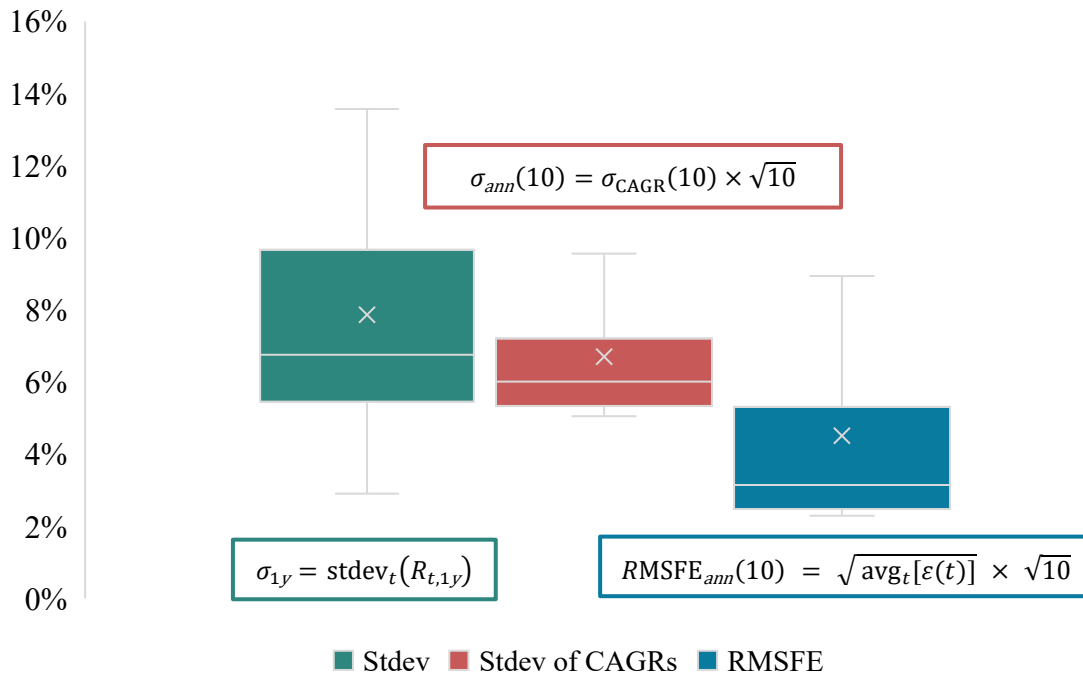 16%
14%
12%
10%
8%
6%
4%
2%
0%
σ_ann(10) = σ_CAGR(10) × √10
σ_1y = stdev_t(R_t,1y)
RMSFE_ann(10) = √avg_t[ε(t)] × √10
Stdev Stdev of CAGRs RMSFE